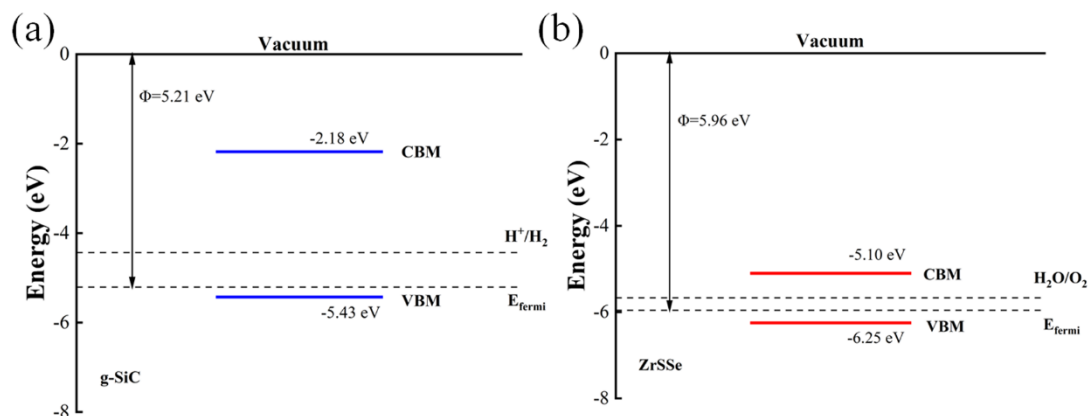 (a)
Vacuum
0
-2
-4
-6
-8
Energy (eV)
Φ=5.21 eV
-2.18 eV
CBM
H⁺/H₂
VBM
E_fermi
-5.43 eV
g-SiC
(b)
Vacuum
0
-2
-4
-6
-8
Energy (eV)
Φ=5.96 eV
-5.10 eV
CBM
H₂O/O₂
VBM
E_fermi
-6.25 eV
ZrSSe